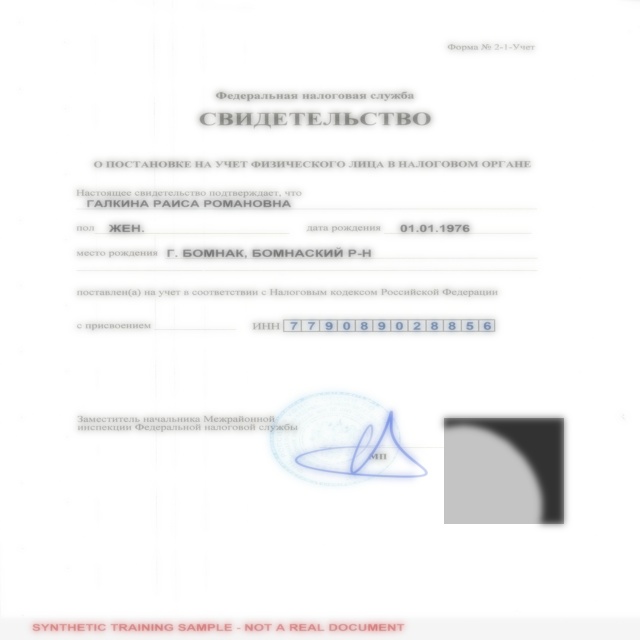 Форма № 2-1-Учет
Федеральная налоговая служба
СВИДЕТЕЛЬСТВО
О ПОСТАНОВКЕ НА УЧЕТ ФИЗИЧЕСКОГО ЛИЦА В НАЛОГОВОМ ОРГАНЕ
Настоящее свидетельство подтверждает, что
ГАЛКИНА РАИСА РОМАНОВНА
пол ЖЕН. дата рождения 01.01.1976
место рождения Г. БОМНАК, БОМНАСКИЙ Р-Н
поставлен(а) на учет в соответствии с Налоговым кодексом Российской Федерации
с присвоением ИНН 779089028856
Заместитель начальника Межрайонной
инспекции Федеральной налоговой службы
МП
SYNTHETIC TRAINING SAMPLE - NOT A REAL DOCUMENT